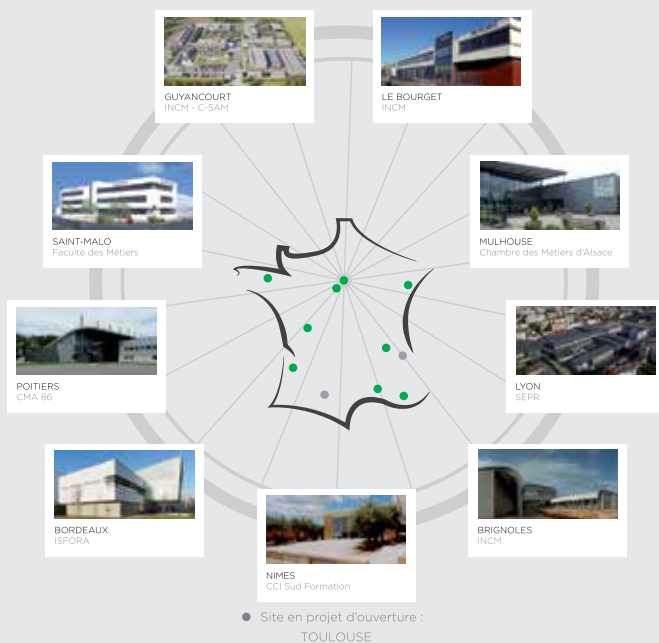 GUYANCOURT
INCM - C-SAM
LE BOURGET
INCM
SAINT-MALO
Faculté des Métiers
MULHOUSE
Chambre des Métiers d'Alsace
POITIERS
CMA 86
LYON
SEPR
BORDEAUX
ISFORA
BRIGNOLES
INCM
NIMES
CCI Sud Formation
Site en projet d'ouverture :
TOULOUSE